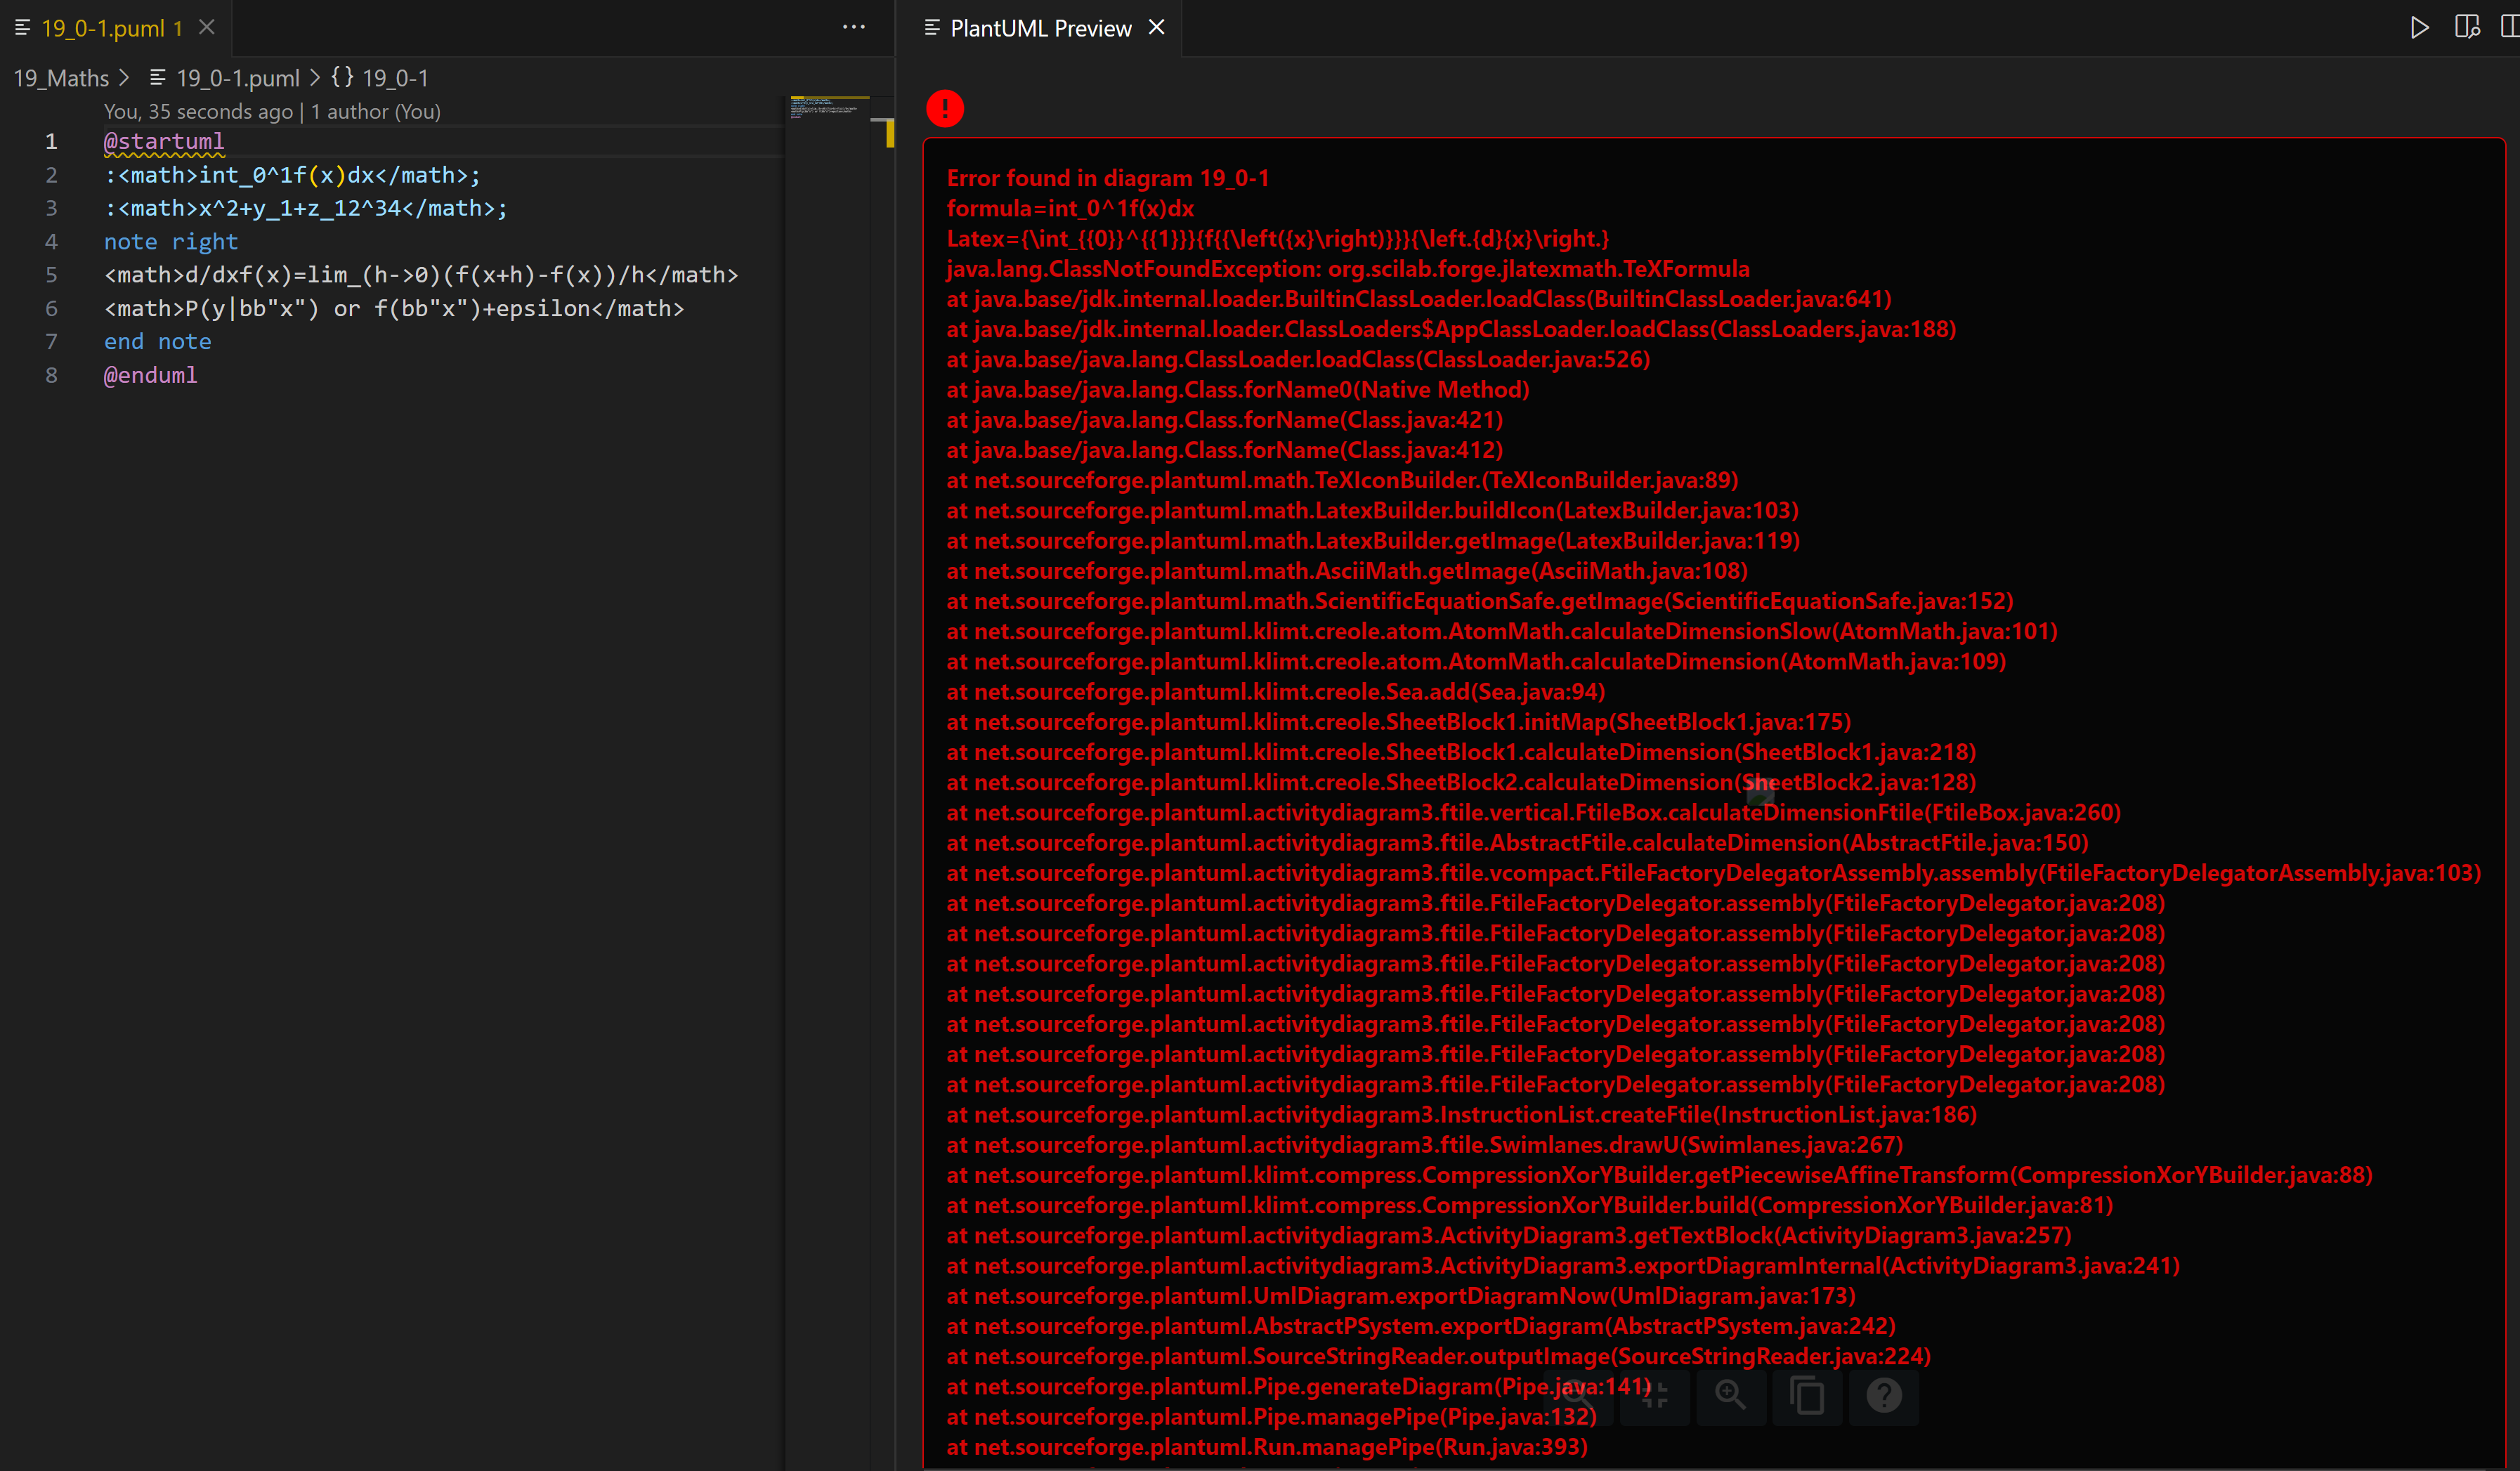 19_0-1.puml 1
19_Maths > 19_0-1.puml > {} 19_0-1
You, 35 seconds ago | 1 author (You)
1 @startuml
2 :<math>int_0^1f(x)dx</math>;
3 :<math>x^2+y_1+z_12^34</math>;
4 note right
5 <math>d/dxf(x)=lim_(h->0)(f(x+h)-f(x))/h</math>
6 <math>P(y|bb"x") or f(bb"x")+epsilon</math>
7 end note
8 @enduml
PlantUML Preview
Error found in diagram 19_0-1
formula=int_0^1f(x)dx
Latex={\int_{{0}}^{{1}}}{f{{\left({x}\right)}}}{\left.{d}{x}\right.}
java.lang.ClassNotFoundException: org.scilab.forge.jlatexmath.TeXFormula
at java.base/jdk.internal.loader.BuiltinClassLoader.loadClass(BuiltinClassLoader.java:641)
at java.base/jdk.internal.loader.ClassLoaders$AppClassLoader.loadClass(ClassLoaders.java:188)
at java.base/java.lang.ClassLoader.loadClass(ClassLoader.java:526)
at java.base/java.lang.Class.forName0(Native Method)
at java.base/java.lang.Class.forName(Class.java:421)
at java.base/java.lang.Class.forName(Class.java:412)
at net.sourceforge.plantuml.math.TeXIconBuilder.(TeXIconBuilder.java:89)
at net.sourceforge.plantuml.math.LatexBuilder.buildIcon(LatexBuilder.java:103)
at net.sourceforge.plantuml.math.LatexBuilder.getImage(LatexBuilder.java:119)
at net.sourceforge.plantuml.math.AsciiMath.getImage(AsciiMath.java:108)
at net.sourceforge.plantuml.math.ScientificEquationSafe.getImage(ScientificEquationSafe.java:152)
at net.sourceforge.plantuml.klimt.creole.atom.AtomMath.calculateDimensionSlow(AtomMath.java:101)
at net.sourceforge.plantuml.klimt.creole.atom.AtomMath.calculateDimension(AtomMath.java:109)
at net.sourceforge.plantuml.klimt.creole.Sea.add(Sea.java:94)
at net.sourceforge.plantuml.klimt.creole.SheetBlock1.initMap(SheetBlock1.java:175)
at net.sourceforge.plantuml.klimt.creole.SheetBlock1.calculateDimension(SheetBlock1.java:218)
at net.sourceforge.plantuml.klimt.creole.SheetBlock2.calculateDimension(SheetBlock2.java:128)
at net.sourceforge.plantuml.activitydiagram3.ftile.vertical.FtileBox.calculateDimensionFtile(FtileBox.java:260)
at net.sourceforge.plantuml.activitydiagram3.ftile.AbstractFtile.calculateDimension(AbstractFtile.java:150)
at net.sourceforge.plantuml.activitydiagram3.ftile.vcompact.FtileFactoryDelegatorAssembly.assembly(FtileFactoryDelegatorAssembly.java:103)
at net.sourceforge.plantuml.activitydiagram3.ftile.FtileFactoryDelegator.assembly(FtileFactoryDelegator.java:208)
at net.sourceforge.plantuml.activitydiagram3.ftile.FtileFactoryDelegator.assembly(FtileFactoryDelegator.java:208)
at net.sourceforge.plantuml.activitydiagram3.ftile.FtileFactoryDelegator.assembly(FtileFactoryDelegator.java:208)
at net.sourceforge.plantuml.activitydiagram3.ftile.FtileFactoryDelegator.assembly(FtileFactoryDelegator.java:208)
at net.sourceforge.plantuml.activitydiagram3.ftile.FtileFactoryDelegator.assembly(FtileFactoryDelegator.java:208)
at net.sourceforge.plantuml.activitydiagram3.ftile.FtileFactoryDelegator.assembly(FtileFactoryDelegator.java:208)
at net.sourceforge.plantuml.activitydiagram3.ftile.FtileFactoryDelegator.assembly(FtileFactoryDelegator.java:208)
at net.sourceforge.plantuml.activitydiagram3.InstructionList.createFtile(InstructionList.java:186)
at net.sourceforge.plantuml.activitydiagram3.ftile.Swimlanes.drawU(Swimlanes.java:267)
at net.sourceforge.plantuml.klimt.compress.CompressionXorYBuilder.getPiecewiseAffineTransform(CompressionXorYBuilder.java:88)
at net.sourceforge.plantuml.klimt.compress.CompressionXorYBuilder.build(CompressionXorYBuilder.java:81)
at net.sourceforge.plantuml.activitydiagram3.ActivityDiagram3.getTextBlock(ActivityDiagram3.java:257)
at net.sourceforge.plantuml.activitydiagram3.ActivityDiagram3.exportDiagramInternal(ActivityDiagram3.java:241)
at net.sourceforge.plantuml.UmlDiagram.exportDiagramNow(UmlDiagram.java:173)
at net.sourceforge.plantuml.AbstractPSystem.exportDiagram(AbstractPSystem.java:242)
at net.sourceforge.plantuml.SourceStringReader.outputImage(SourceStringReader.java:224)
at net.sourceforge.plantuml.Pipe.generateDiagram(Pipe.java:141)
at net.sourceforge.plantuml.Pipe.managePipe(Pipe.java:132)
at net.sourceforge.plantuml.Run.managePipe(Run.java:393)